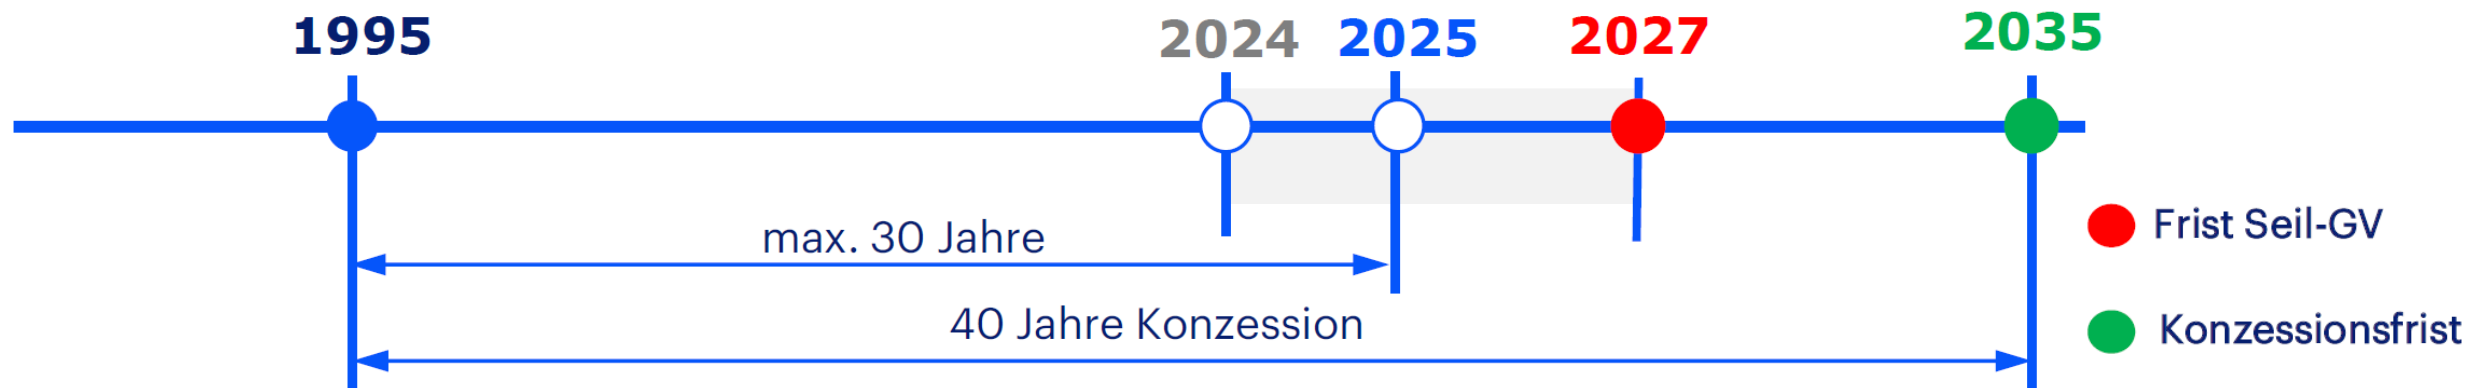 1995
2024
2025
2027
2035
max. 30 Jahre
40 Jahre Konzession
Frist Seil-GV
Konzessionsfrist